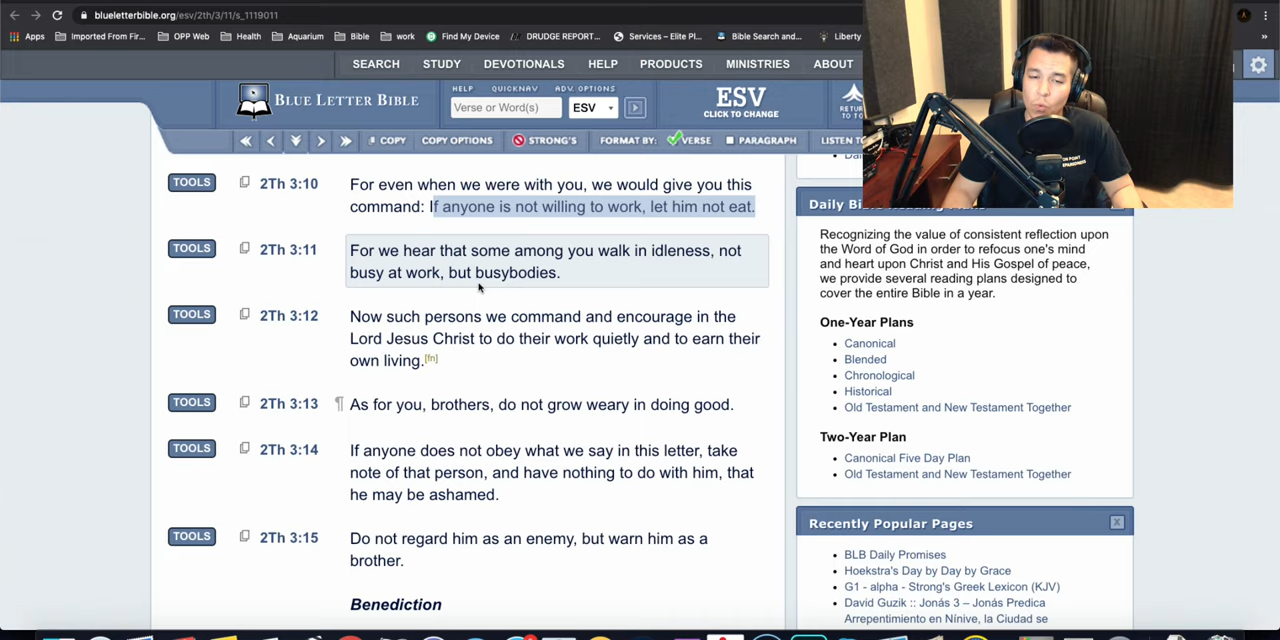 blueletterbible.org/esv/2th/3/11/s_1119011
Apps Imported From Fir... OPP Web Health Aquarium Bible work Find My Device DRUDGE REPORT... Services – Elite Pl... Bible Search and... Liberty
SEARCH STUDY DEVOTIONALS HELP PRODUCTS MINISTRIES ABOUT
HELP QUICKNAV ADV. OPTIONS
BLUE LETTER BIBLE
Verse or Word(s) ESV
ESV
CLICK TO CHANGE
COPY COPY OPTIONS STRONG'S FORMAT BY: VERSE PARAGRAPH LISTEN
TOOLS 2Th 3:10 For even when we were with you, we would give you this
command: If anyone is not willing to work, let him not eat.
TOOLS 2Th 3:11 For we hear that some among you walk in idleness, not
busy at work, but busybodies.
TOOLS 2Th 3:12 Now such persons we command and encourage in the
Lord Jesus Christ to do their work quietly and to earn their
own living.[fn]
TOOLS 2Th 3:13 ¶ As for you, brothers, do not grow weary in doing good.
TOOLS 2Th 3:14 If anyone does not obey what we say in this letter, take
note of that person, and have nothing to do with him, that
he may be ashamed.
TOOLS 2Th 3:15 Do not regard him as an enemy, but warn him as a
brother.
Benediction
Daily Bible
Recognizing the value of consistent reflection upon
the Word of God in order to refocus one's mind
and heart upon Christ and His Gospel of peace,
we provide several reading plans designed to
cover the entire Bible in a year.
One-Year Plans
Canonical
Blended
Chronological
Historical
Old Testament and New Testament Together
Two-Year Plan
Canonical Five Day Plan
Old Testament and New Testament Together
Recently Popular Pages
BLB Daily Promises
Hoekstra's Day by Day by Grace
G1 - alpha - Strong's Greek Lexicon (KJV)
David Guzik :: Jonás 3 – Jonás Predica
Arrepentimiento en Nínive, la Ciudad se